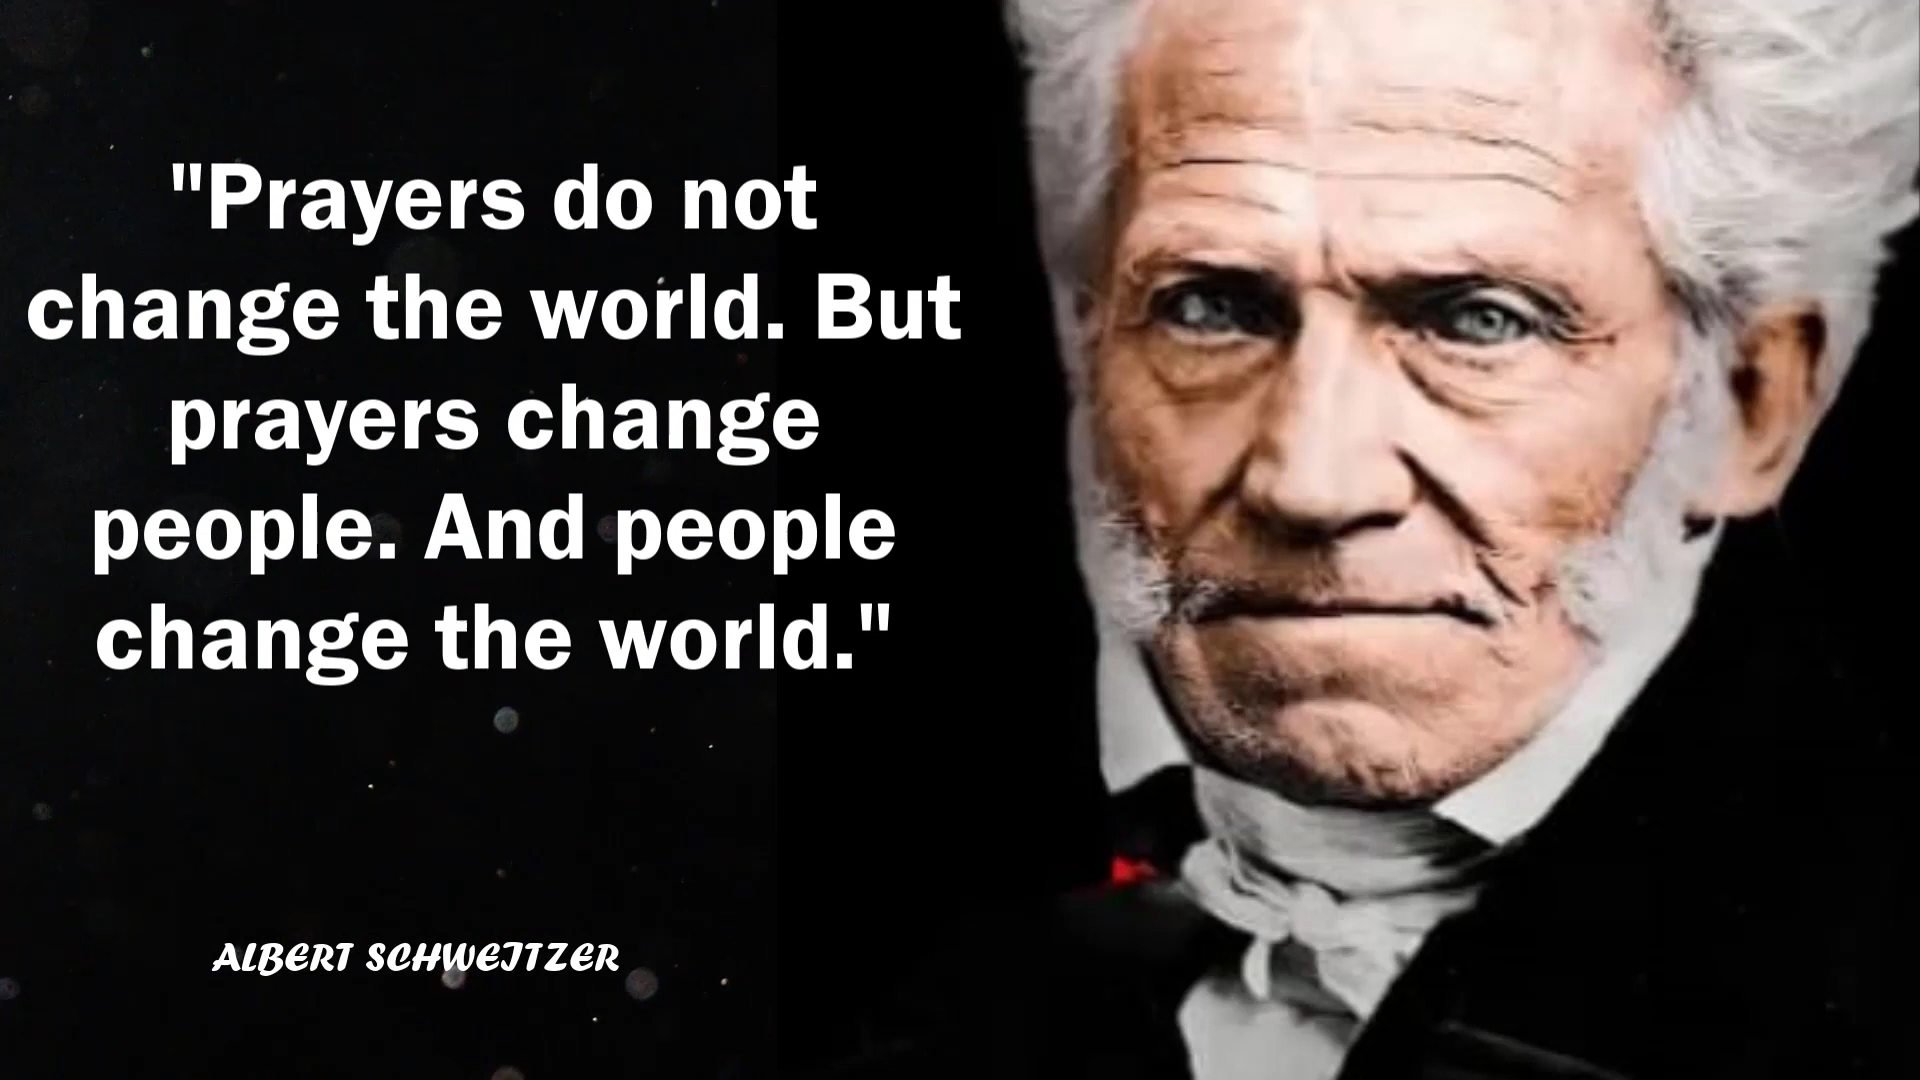 "Prayers do not
change the world. But
prayers change
people. And people
change the world."
ALBERT SCHWEITZER